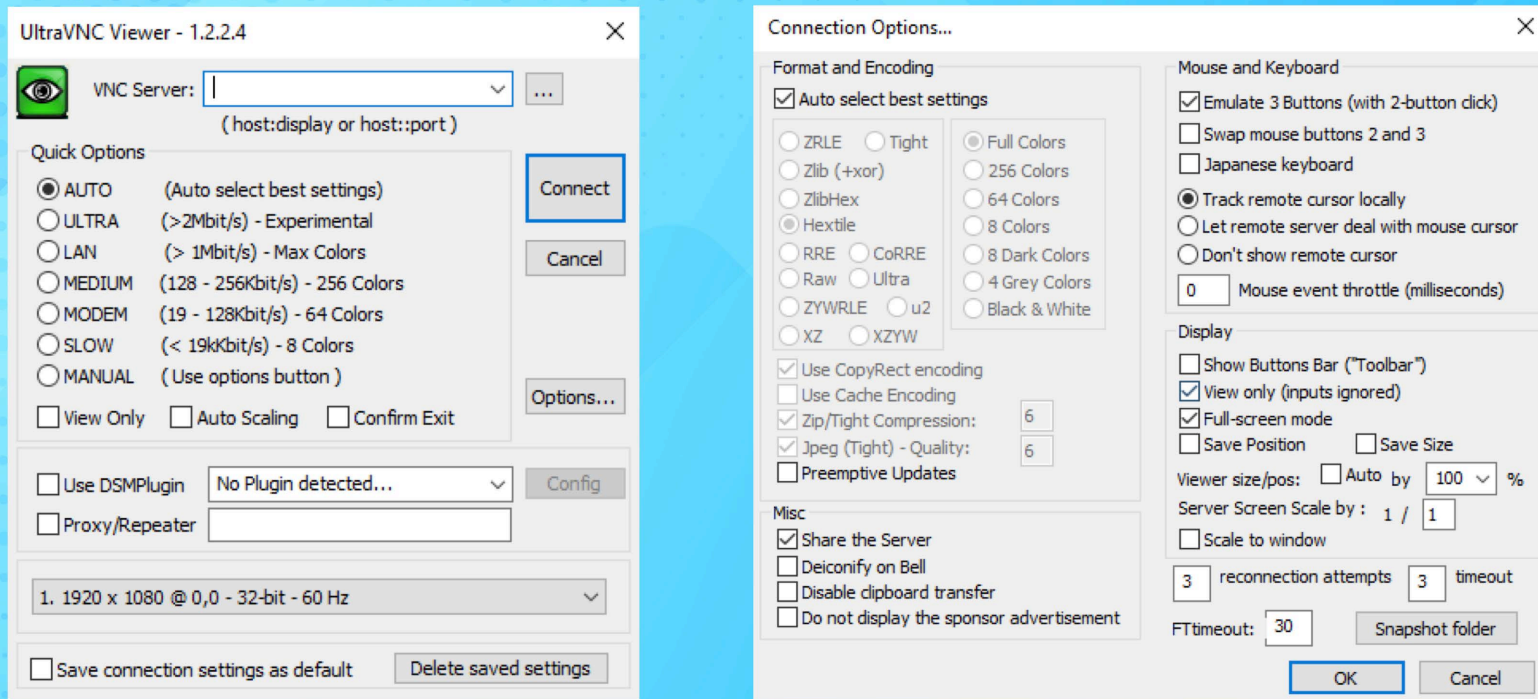 UltraVNC Viewer - 1.2.2.4
VNC Server:
...
( host:display or host::port )
Quick Options
AUTO (Auto select best settings)
ULTRA (>2Mbit/s) - Experimental
LAN (> 1Mbit/s) - Max Colors
MEDIUM (128 - 256Kbit/s) - 256 Colors
MODEM (19 - 128Kbit/s) - 64 Colors
SLOW (< 19kKbit/s) - 8 Colors
MANUAL ( Use options button )
View Only Auto Scaling Confirm Exit
Connect
Cancel
Options...
Use DSMPlugin No Plugin detected... Config
Proxy/Repeater
1. 1920 x 1080 @ 0,0 - 32-bit - 60 Hz
Save connection settings as default Delete saved settings
Connection Options...
Format and Encoding
Auto select best settings
ZRLE Tight
Zlib (+xor)
ZlibHex
Hextile
RRE CoRRE
Raw Ultra
ZYWRLE u2
XZ XZYW
Full Colors
256 Colors
64 Colors
8 Colors
8 Dark Colors
4 Grey Colors
Black & White
Use CopyRect encoding
Use Cache Encoding
Zip/Tight Compression: 6
Jpeg (Tight) - Quality: 6
Preemptive Updates
Misc
Share the Server
Deiconify on Bell
Disable clipboard transfer
Do not display the sponsor advertisement
Mouse and Keyboard
Emulate 3 Buttons (with 2-button click)
Swap mouse buttons 2 and 3
Japanese keyboard
Track remote cursor locally
Let remote server deal with mouse cursor
Don't show remote cursor
0 Mouse event throttle (milliseconds)
Display
Show Buttons Bar ("Toolbar")
View only (inputs ignored)
Full-screen mode
Save Position Save Size
Viewer size/pos: Auto by 100 %
Server Screen Scale by : 1 / 1
Scale to window
3 reconnection attempts 3 timeout
FTtimeout: 30 Snapshot folder
OK Cancel